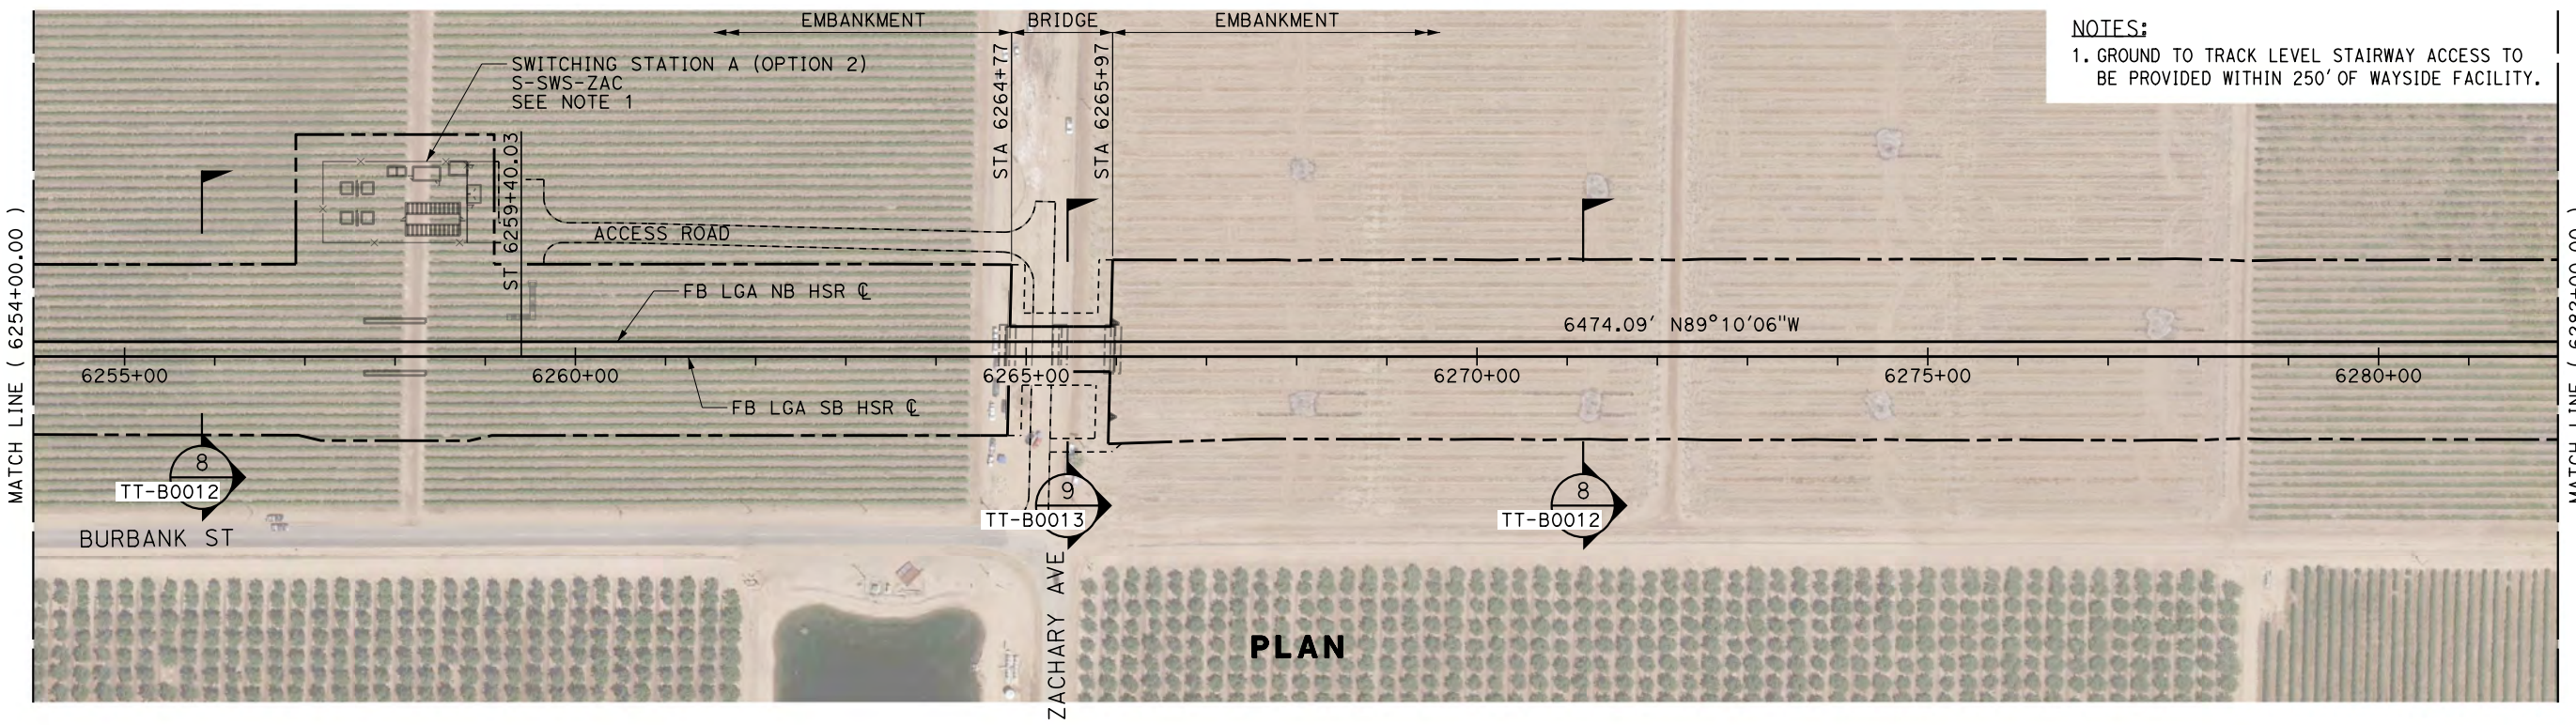 EMBANKMENT
BRIDGE
EMBANKMENT
NOTES:
1. GROUND TO TRACK LEVEL STAIRWAY ACCESS TO
BE PROVIDED WITHIN 250' OF WAYSIDE FACILITY.
SWITCHING STATION A (OPTION 2)
S-SWS-ZAC
SEE NOTE 1
STA 6264+77
STA 6265+97
ST 6259+40.03
ACCESS ROAD
MATCH LINE ( 6254+00.00 )
FB LGA NB HSR ℄
6474.09' N89°10'06"W
6255+00
6260+00
6265+00
6270+00
6275+00
6280+00
FB LGA SB HSR ℄
8
TT-B0012
9
TT-B0013
8
TT-B0012
BURBANK ST
ZACHARY AVE
PLAN
MATCH LINE ( 6282+00.00 )